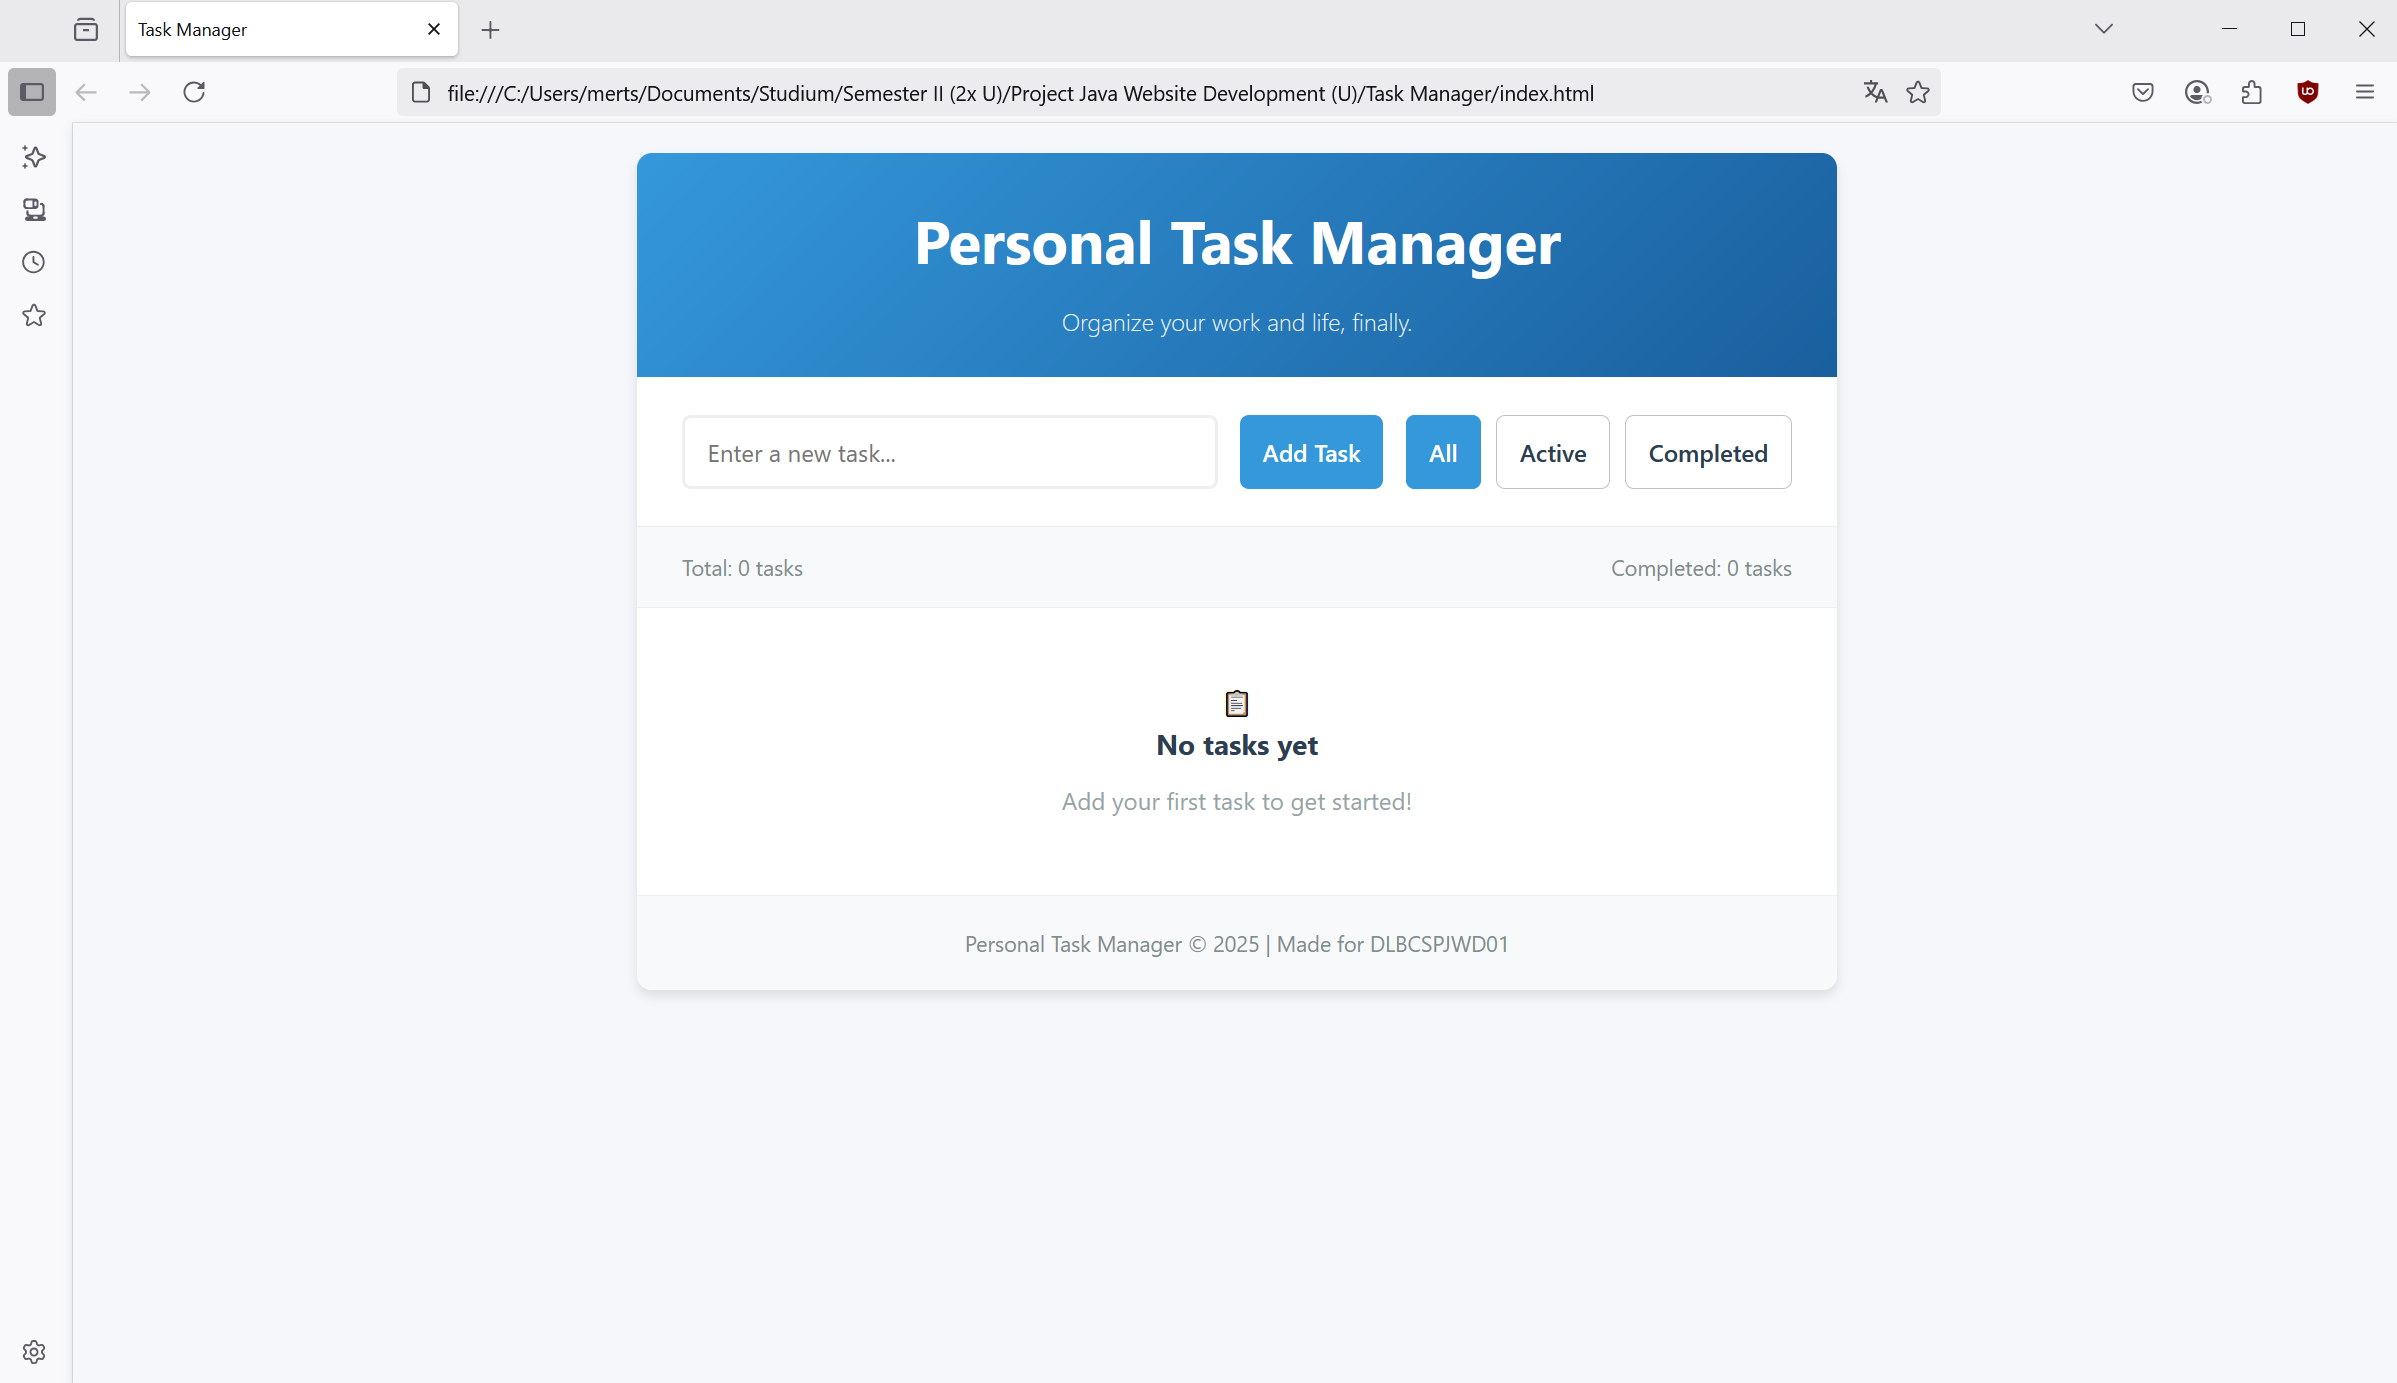 Task Manager
file:///C:/Users/merts/Documents/Studium/Semester II (2x U)/Project Java Website Development (U)/Task Manager/index.html
Personal Task Manager
Organize your work and life, finally.
Enter a new task...
Add Task
All
Active
Completed
Total: 0 tasks
Completed: 0 tasks
No tasks yet
Add your first task to get started!
Personal Task Manager © 2025 | Made for DLBCSPJWD01